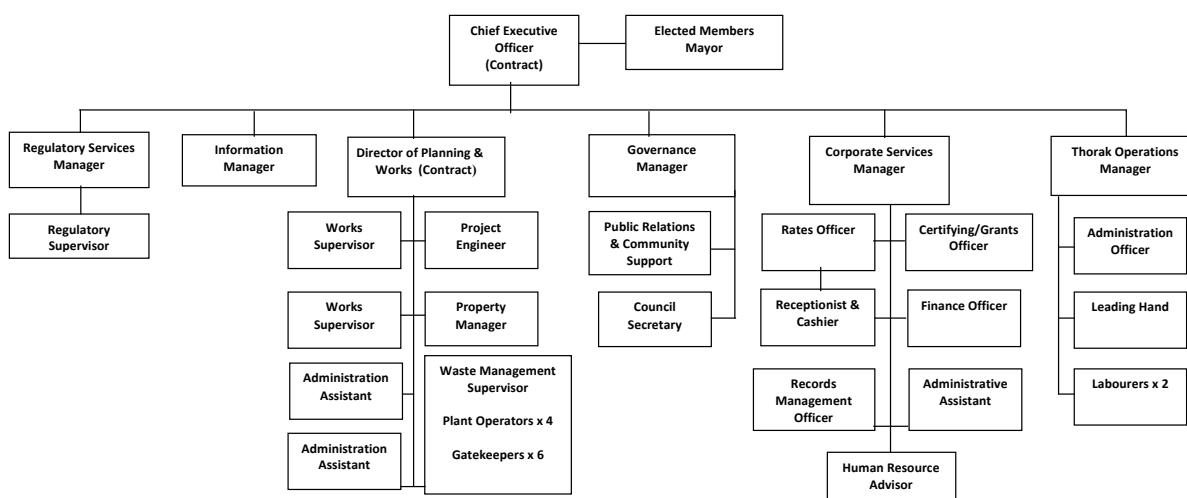 Chief Executive
Officer
(Contract)
Elected Members
Mayor
Regulatory Services
Manager
Information
Manager
Director of Planning &
Works (Contract)
Governance
Manager
Corporate Services
Manager
Thorak Operations
Manager
Regulatory
Supervisor
Works
Supervisor
Project
Engineer
Works
Supervisor
Property
Manager
Administration
Assistant
Waste Management
Supervisor
Plant Operators x 4
Gatekeepers x 6
Administration
Assistant
Public Relations
& Community
Support
Council
Secretary
Rates Officer
Certifying/Grants
Officer
Receptionist &
Cashier
Finance Officer
Records
Management
Officer
Administrative
Assistant
Human Resource
Advisor
Administration
Officer
Leading Hand
Labourers x 2